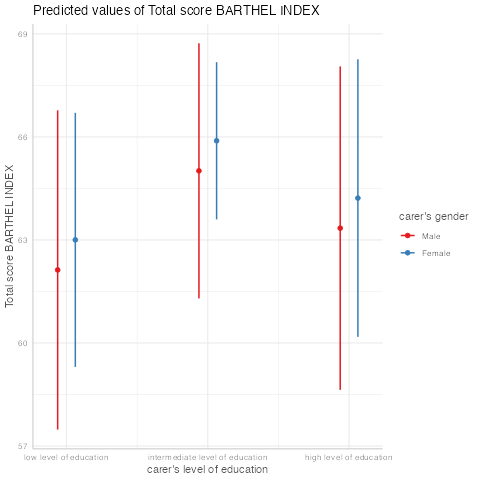 Predicted values of Total score BARTHEL INDEX
69
66
63
60
57
Total score BARTHEL INDEX
low level of education
intermediate level of education
high level of education
carer's level of education
carer's gender
Male
Female